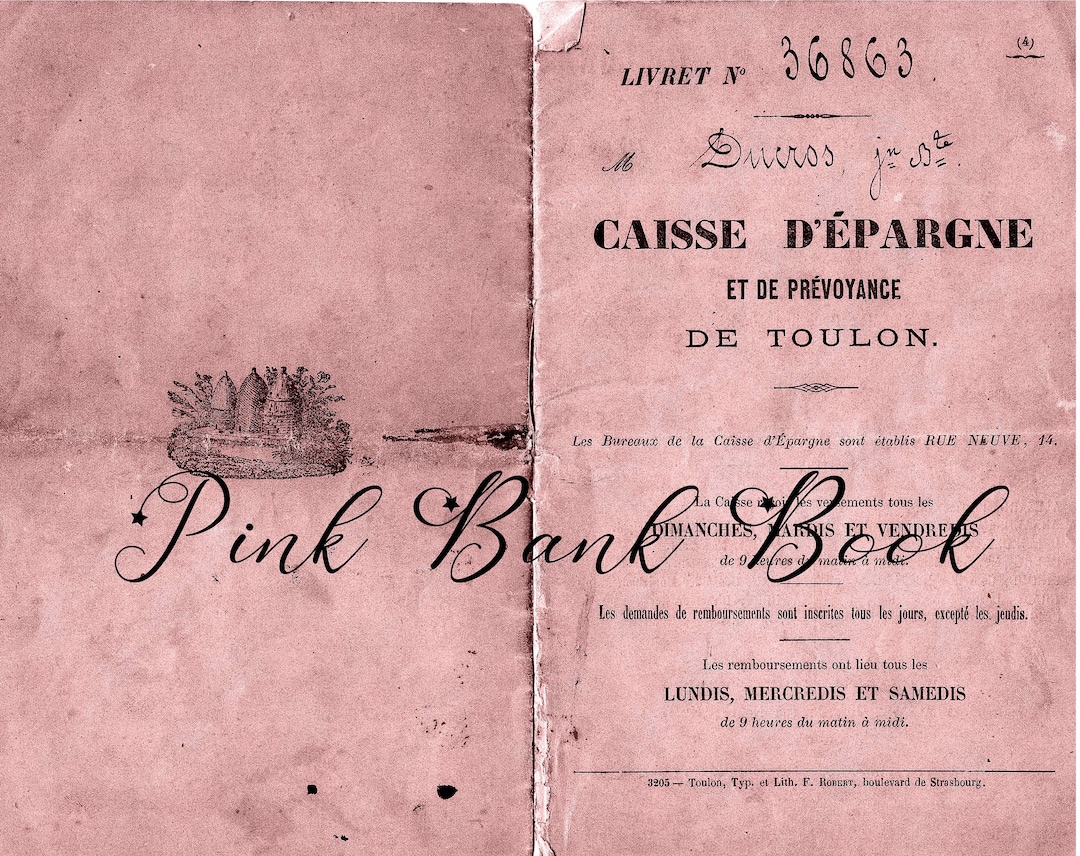 (4)
LIVRET Nº 36863
M Ducros jn Bte.
CAISSE D'ÉPARGNE
ET DE PRÉVOYANCE
DE TOULON.
Les Bureaux de la Caisse d'Épargne sont établis RUE NEUVE, 14.
La Caisse reçoit les versements tous les
DIMANCHES, MARDIS ET VENDREDIS
de 9 heures du matin à midi.
Pink Bank Book
Les demandes de remboursements sont inscrites tous les jours, excepté les jeudis.
Les remboursements ont lieu tous les
LUNDIS, MERCREDIS ET SAMEDIS
de 9 heures du matin à midi.
3205 — Toulon, Typ. et Lith. F. ROBERT, boulevard de Strasbourg.